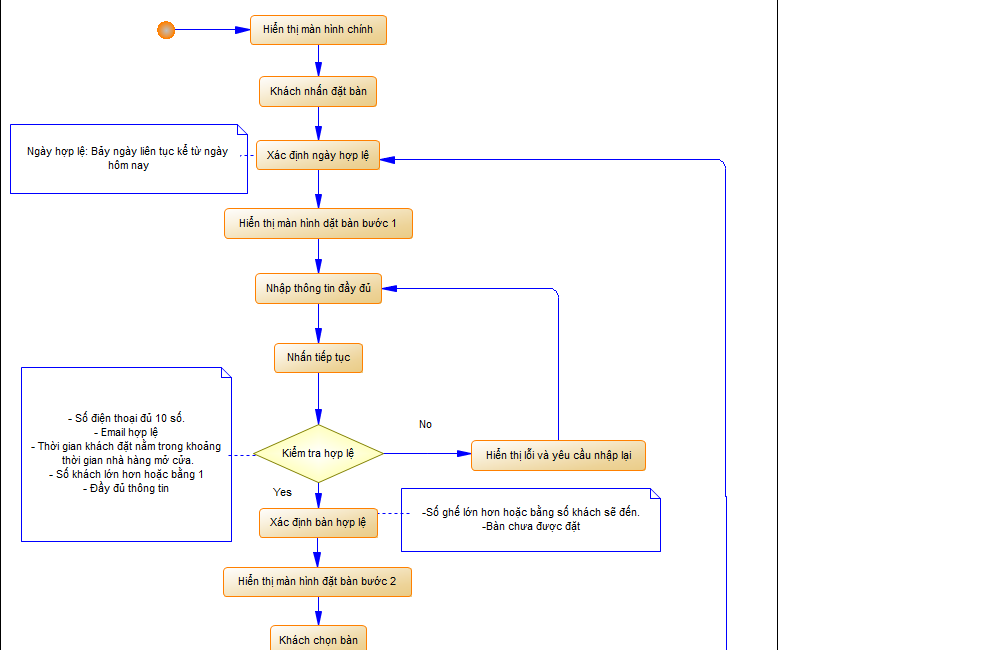 Hiển thị màn hình chính
Khách nhấn đặt bàn
Ngày hợp lệ: Bảy ngày liên tục kể từ ngày
hôm nay
Xác định ngày hợp lệ
Hiển thị màn hình dặt bàn bước 1
Nhập thông tin đầy đủ
Nhấn tiếp tục
- Số điện thoại đủ 10 số.
- Email hợp lệ
- Thời gian khách đặt nằm trong khoảng
thời gian nhà hàng mở cửa.
- Số khách lớn hơn hoặc bằng 1
- Đầy đủ thông tin
Kiểm tra hợp lệ
No
Hiển thị lỗi và yêu cầu nhập lại
Yes
Xác định bàn hợp lệ
-Số ghế lớn hơn hoặc bằng số khách sẽ đến.
-Bàn chưa được đặt
Hiển thị màn hình đặt bàn bước 2
Khách chọn bàn